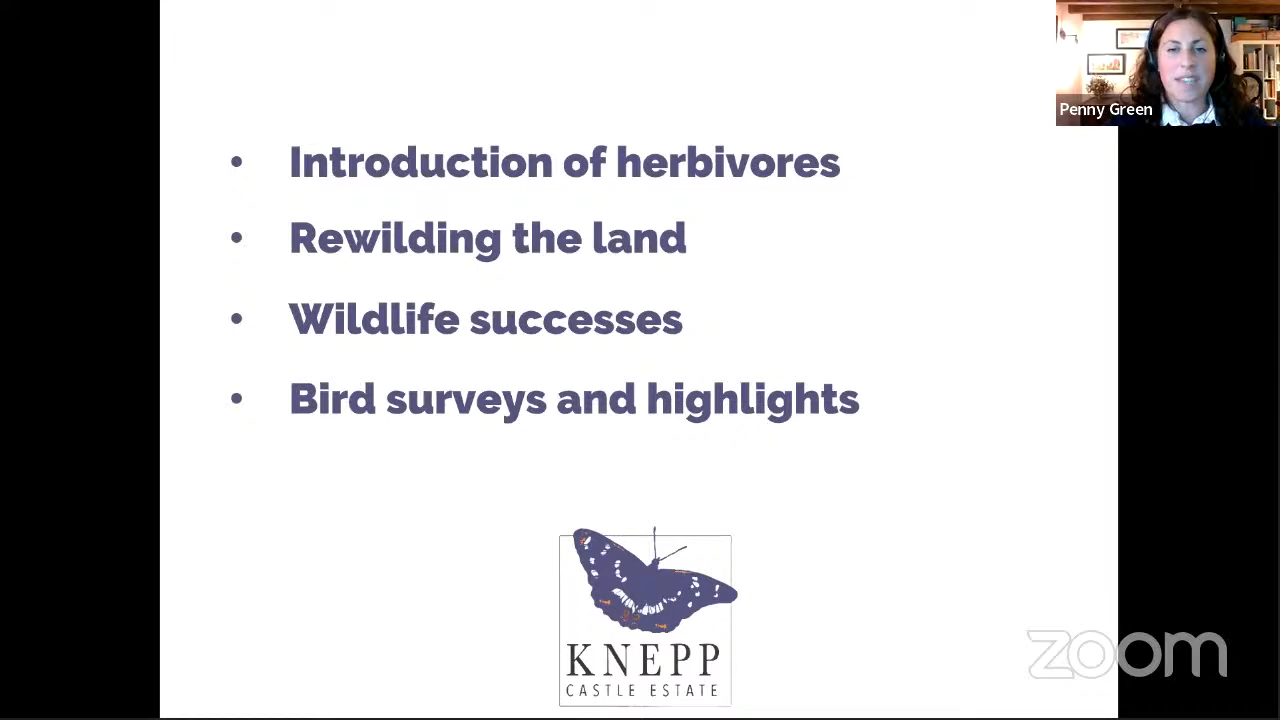 Penny Green
• Introduction of herbivores
• Rewilding the land
• Wildlife successes
• Bird surveys and highlights
KNEPP
CASTLE ESTATE
zoom